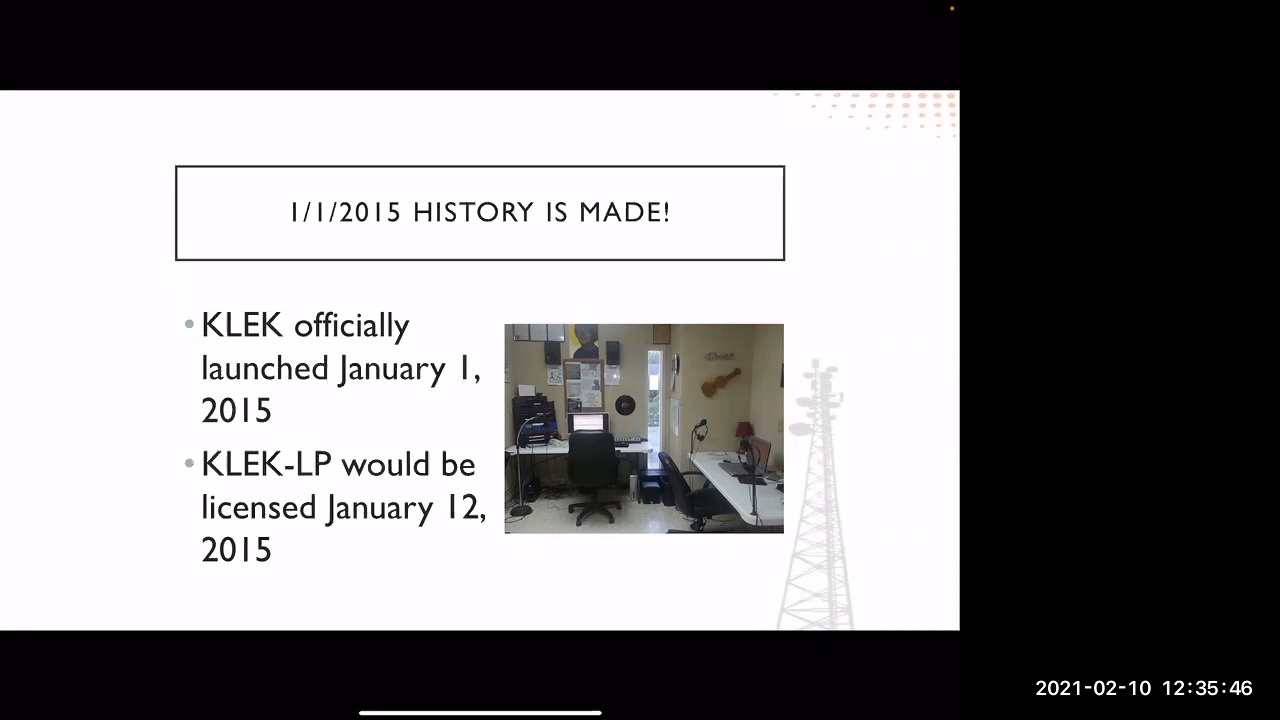 1/1/2015 HISTORY IS MADE!
• KLEK officially
launched January 1,
2015
• KLEK-LP would be
licensed January 12,
2015
2021-02-10 12:35:46